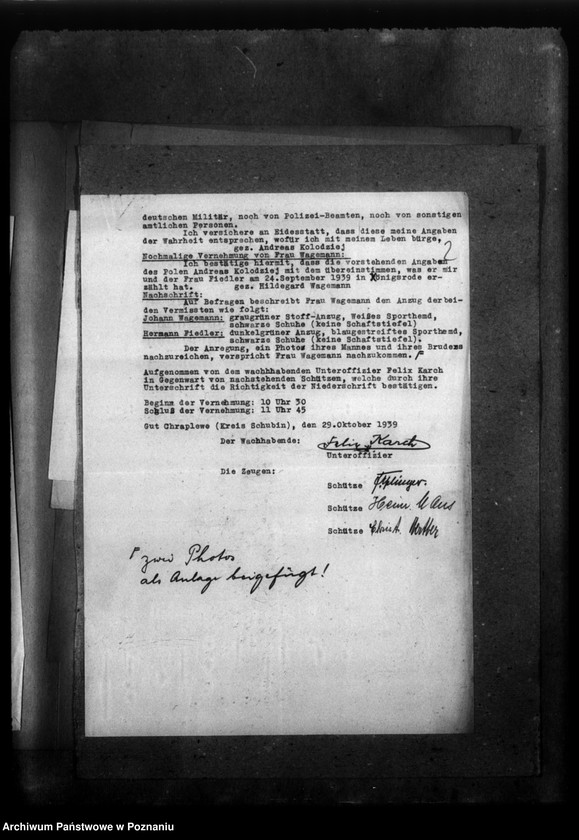 2
deutschen Militär, noch von Polizei-Beamten, noch von sonstigen
amtlichen Personen.
Ich versichere an Eidesstatt, dass diese meine Angaben
der Wahrheit entsprechen, wofür ich mit meinem Leben bürge,
gez. Andreas Kolodziej
Nochmalige Vernehmung von Frau Wagemann:
Ich bestätige hiermit, dass die vorstehenden Angaben
des Polen Andreas Kolodziej mit dem übereinstimmen, was er mir
und der Frau Fiedler am 24.September 1939 in Königsrode er-
zählt hat. gez. Hildegard Wagemann
Nachschrift:
Auf Befragen beschreibt Frau Wagemann den Anzug derbei-
den Vermissten wie folgt:
Johann Wagemann: graugrüner Stoff-Anzug, Weißes Sporthemd,
schwarze Schuhe (keine Schaftstiefel)
Hermann Fiedler: dunkelgrüner Anzug, blaugestreiftes Sporthemd,
schwarze Schuhe (keine Schaftstiefel).
Der Anregung, ein Photos ihres Mannes und ihres Bruders
nachzureichen, verspricht Frau Wagemann nachzukommen.
Aufgenommen von dem wachhhabenden Unteroffizier Felix Karch
in Gegenwart von nachstehenden Schützen, welche durch ihre
Unterschrift die Richtigkeit der Niederschrift bestätigen.
Beginn der Vernehmung: 10 Uhr 30
Schluß der Vernehmung: 11 Uhr 45
Gut Chraplewo (Kreis Schubin), den 29.Oktober 1939
Der Wachhabende: Felix Karch
Unteroffizier
Die Zeugen:
Schütze
Schütze Heinr.
Schütze
zwei Photos
als Anlage beigefügt!
Archiwum Państwowe w Poznaniu